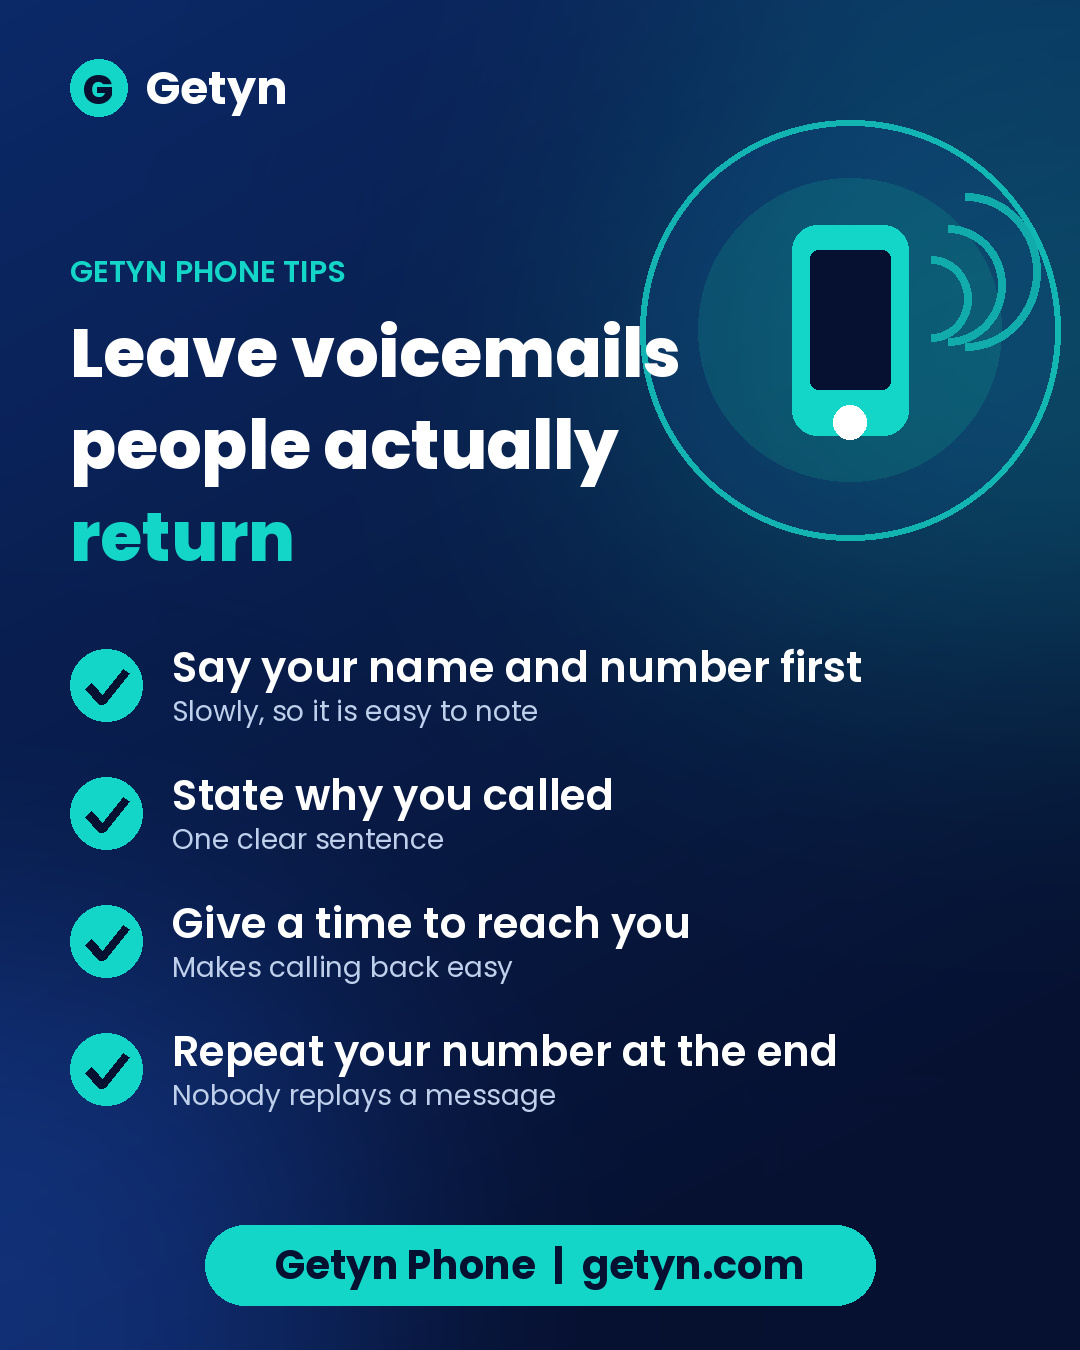 G Getyn
GETYN PHONE TIPS
Leave voicemails
people actually
return
Say your name and number first
Slowly, so it is easy to note
State why you called
One clear sentence
Give a time to reach you
Makes calling back easy
Repeat your number at the end
Nobody replays a message
Getyn Phone | getyn.com